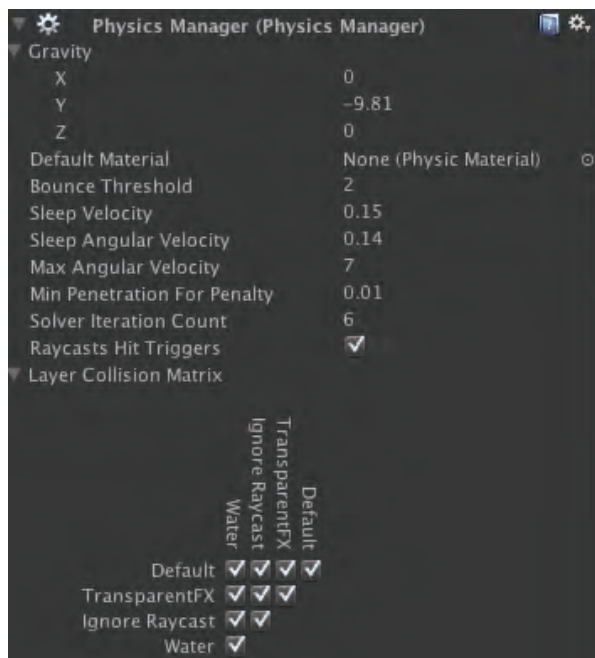 Physics Manager (Physics Manager)
Gravity
X 0
Y -9.81
Z 0
Default Material None (Physic Material)
Bounce Threshold 2
Sleep Velocity 0.15
Sleep Angular Velocity 0.14
Max Angular Velocity 7
Min Penetration For Penalty 0.01
Solver Iteration Count 6
Raycasts Hit Triggers
Layer Collision Matrix
Water
Ignore Raycast
TransparentFX
Default
Default
TransparentFX
Ignore Raycast
Water